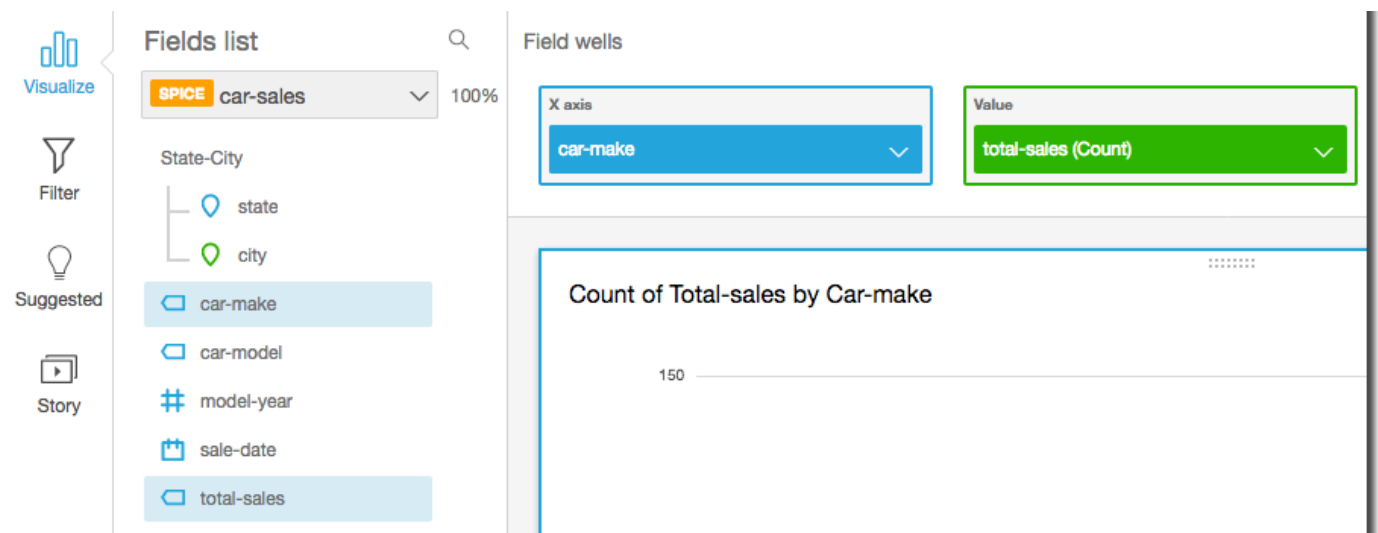 Visualize
Filter
Suggested
Story
Fields list
SPICE car-sales 100%
State-City
state
city
car-make
car-model
model-year
sale-date
total-sales
Field wells
X axis
car-make
Value
total-sales (Count)
Count of Total-sales by Car-make
150